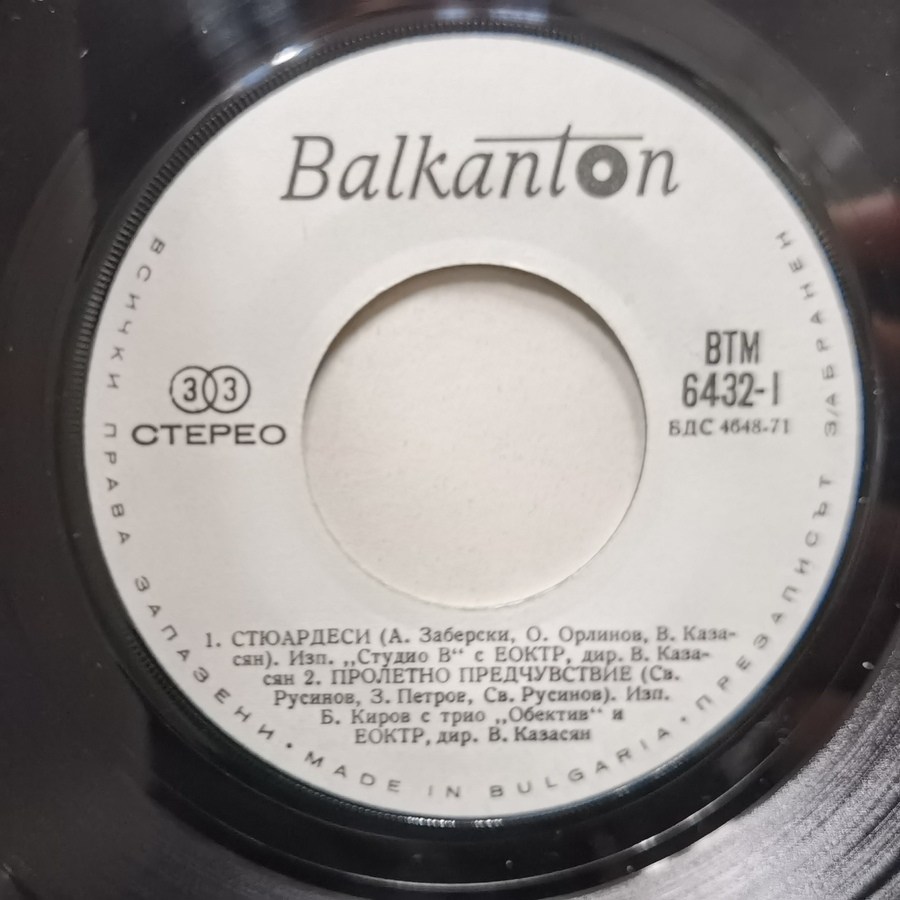 Balkanton
33
СТЕРЕО
ВТМ
6432-I
БДС 4648-71
1. СТЮАРДЕСИ (А. Заберски, О. Орлинов, В. Каза-
сян). Изп. „Студио В“ с ЕОКТР, дир. В. Каза-
сян 2. ПРОЛЕТНО ПРЕДЧУВСТВИЕ (Св.
Русинов, З. Петров, Св. Русинов). Изп.
Б. Киров с трио „Обектив“ и
ЕОКТР, дир. В. Казасян
ВСИЧКИ ПРАВА ЗАПАЗЕНИ • MADE IN BULGARIA • ПРЕЗАПИСЪТ ЗАБРАНЕН